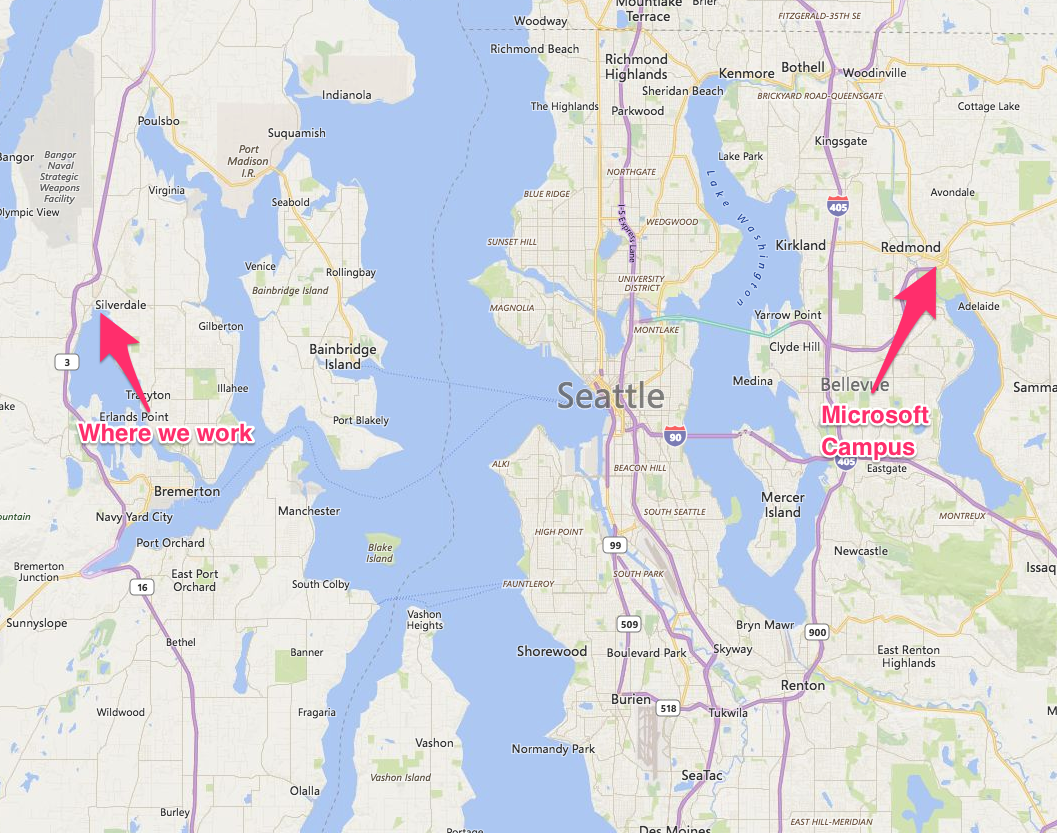 Woodway
Mountlake
Terrace
Brier
FITZGERALD-35TH SE
Richmond Beach
Richmond
Highlands
Kenmore
Bothell
Woodinville
Sheridan Beach
BRICKYARD ROAD-QUEENSGATE
Indianola
The Highlands
Parkwood
Cottage Lake
Poulsbo
Suquamish
Kingsgate
Port
Madison
I.R.
Bangor
Bangor
Naval
Strategic
Weapons
Facility
Lake Park
NORTHGATE
Virginia
BLUE RIDGE
Avondale
Seabold
Olympic View
405
I-5 Express Lane
WEDGWOOD
Lake Washington
SUNSET HILL
Kirkland
Redmond
Venice
Rollingbay
Bainbridge Island
UNIVERSITY
DISTRICT
Silverdale
MAGNOLIA
Adelaide
Yarrow Point
Gilberton
MONTLAKE
Clyde Hill
Bainbridge
Island
3
Medina
Bellevue
Illahee
Tracyton
Seattle
Samma
ake
Erlands Point
Port Blakely
Microsoft
Campus
Where we work
90
405
ALKI
BEACON HILL
Eastgate
Bremerton
Mercer
Island
Navy Yard City
Manchester
SOUTH SEATTLE
MONTREUX
ountain
HIGH POINT
Port Orchard
Blake
Island
99
Newcastle
Bremerton
Junction
Issaq
East Port
Orchard
SOUTH PARK
16
South Colby
FAUNTLEROY
Sunnyslope
Vashon
Heights
509
Bryn Mawr
900
Bethel
Banner
Shorewood
Boulevard Park
Skyway
East Renton
Highlands
Renton
Burien
518
Wildwood
Fragaria
Tukwila
Vashon
Normandy Park
Vashon Island
SeaTac
Olalla
Burley
EAST HILL-MERIDIAN
Portage
Des Moines